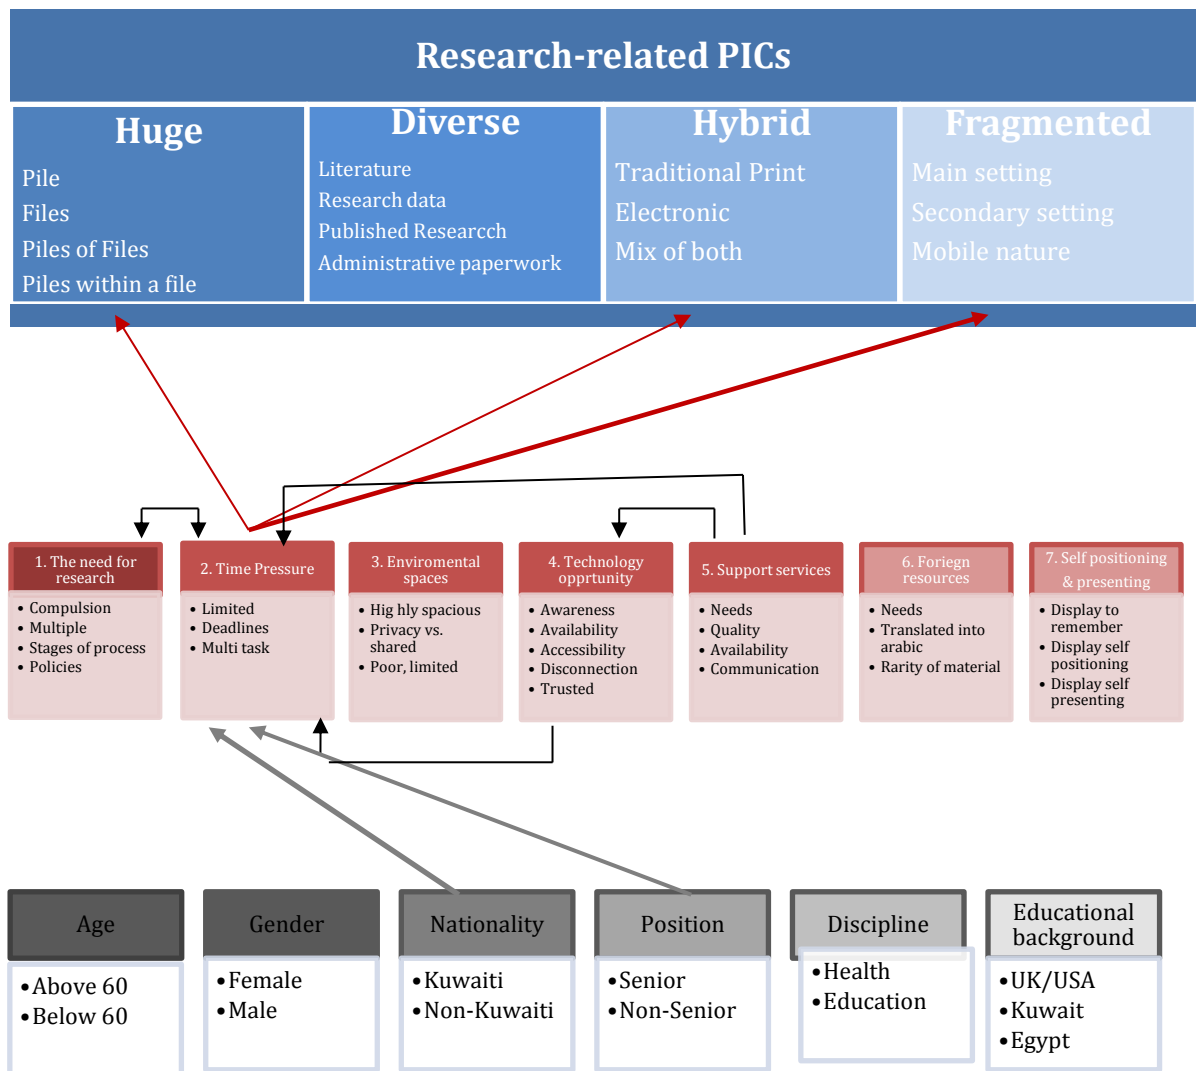 Research-related PICs
Huge
Pile
Files
Piles of Files
Piles within a file
Diverse
Literature
Research data
Published Researcch
Administrative paperwork
Hybrid
Traditional Print
Electronic
Mix of both
Fragmented
Main setting
Secondary setting
Mobile nature
1. The need for
research
• Compulsion
• Multiple
• Stages of process
• Policies
2. Time Pressure
• Limited
• Deadlines
• Multi task
3. Enviromental
spaces
• Hig hly spacious
• Privacy vs.
shared
• Poor, limited
4. Technology
opprtunity
• Awareness
• Availability
• Accessibility
• Disconnection
• Trusted
5. Support services
• Needs
• Quality
• Availability
• Communication
6. Foriegn
resources
• Needs
• Translated into
arabic
• Rarity of material
7. Self positioning
& presenting
• Display to
remember
• Display self
positioning
• Display self
presenting
Age
•Above 60
•Below 60
Gender
•Female
•Male
Nationality
•Kuwaiti
•Non-Kuwaiti
Position
•Senior
•Non-Senior
Discipline
•Health
•Education
Educational
background
•UK/USA
•Kuwait
•Egypt